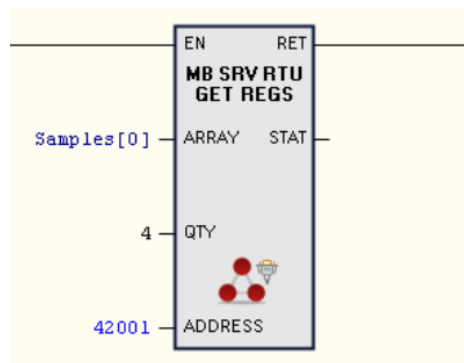 EN RET
MB SRV RTU
GET REGS
Samples[0] ARRAY STAT
4 QTY
42001 ADDRESS